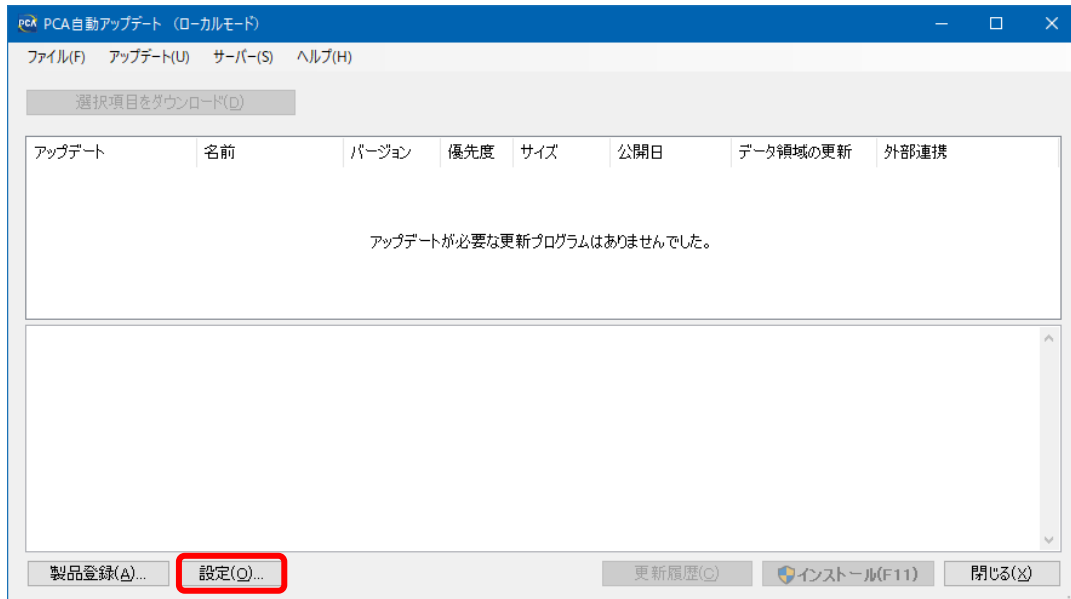 PCA PCA自動アップデート （ローカルモード）
ファイル(F) アップデート(U) サーバー(S) ヘルプ(H)
選択項目をダウンロード(D)
アップデート 名前 バージョン 優先度 サイズ 公開日 データ領域の更新 外部連携
アップデートが必要な更新プログラムはありませんでした。
製品登録(A)... 設定(O)... 更新履歴(C) インストール(F11) 閉じる(X)